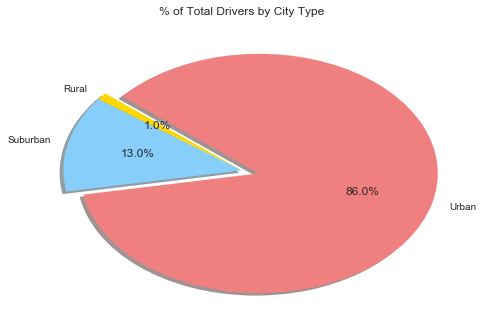 % of Total Drivers by City Type
Rural
1.0%
Suburban
13.0%
86.0%
Urban